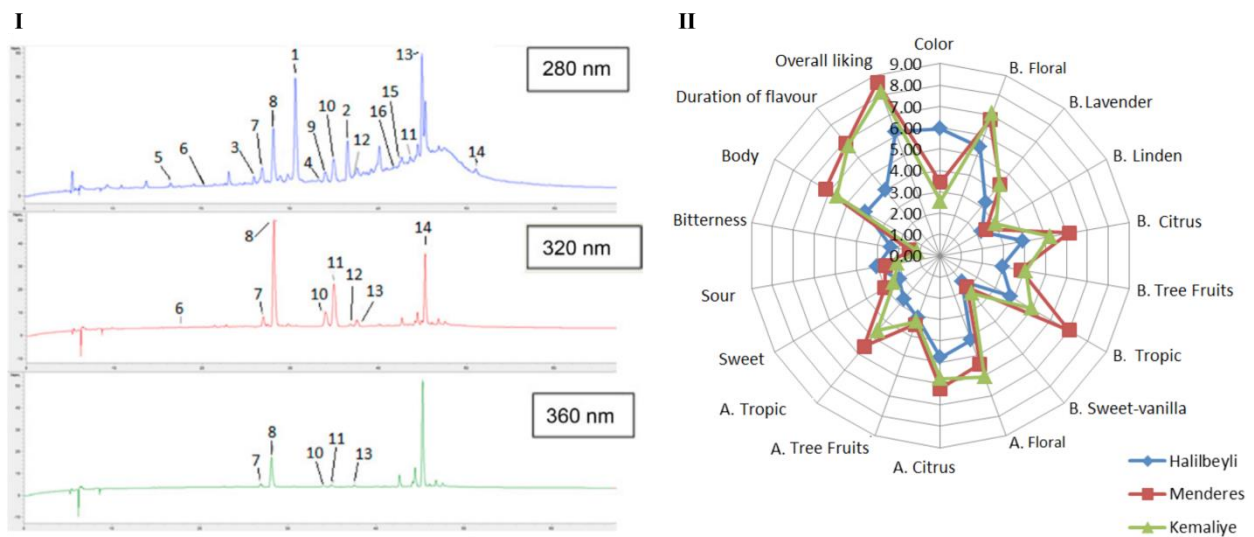 I
280 nm
1
2
3
4
5
6
7
8
9
10
11
12
13
14
15
16
320 nm
6
7
8
10
11
12
13
14
360 nm
7
8
10
11
13
II
Color
B. Floral
B. Lavender
B. Linden
B. Citrus
B. Tree Fruits
B. Tropic
B. Sweet-vanilla
A. Floral
A. Citrus
A. Tree Fruits
A. Tropic
Sweet
Sour
Bitterness
Body
Duration of flavour
Overall liking
9.00
8.00
7.00
6.00
5.00
4.00
3.00
2.00
1.00
0.00
Halilbeyli
Menderes
Kemaliye